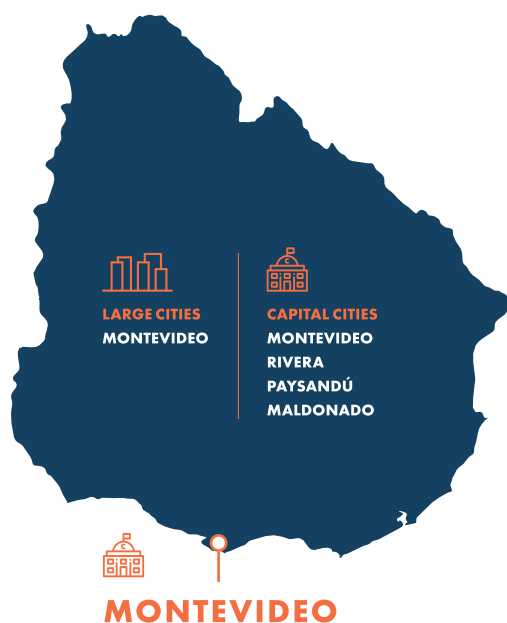 LARGE CITIES
MONTEVIDEO
CAPITAL CITIES
MONTEVIDEO
RIVERA
PAYSANDÚ
MALDONADO
MONTEVIDEO